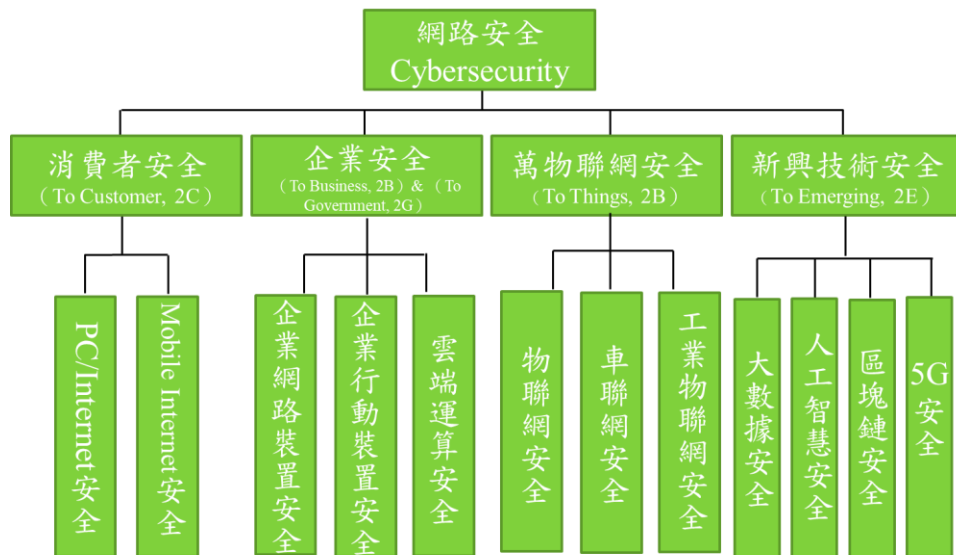 網路安全
Cybersecurity
消費者安全
（To Customer, 2C）
企業安全
（To Business, 2B）&（To
Government, 2G）
萬物聯網安全
（To Things, 2B）
新興技術安全
（To Emerging, 2E）
PC/Internet安全
Mobile Internet安全
企業網路裝置安全
企業行動裝置安全
雲端運算安全
物聯網安全
車聯網安全
工業物聯網安全
大數據安全
人工智慧安全
區塊鏈安全
5G
安全